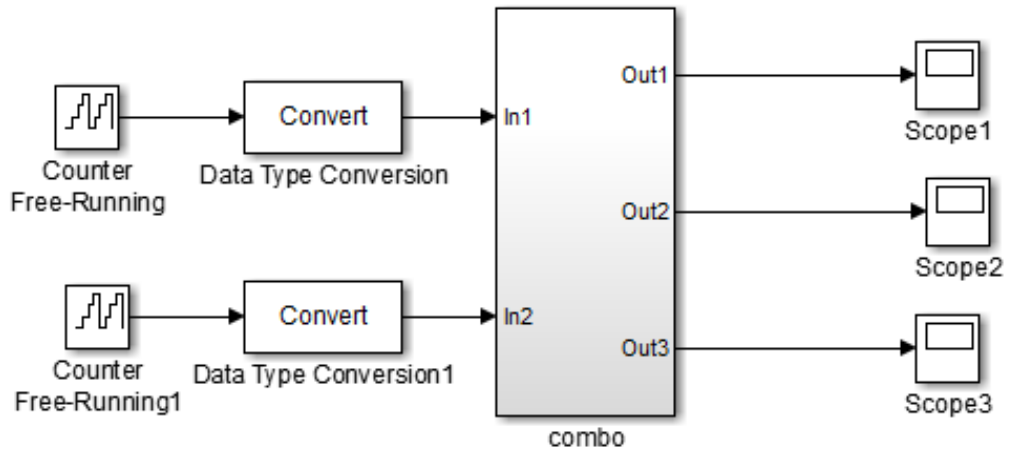 Counter
Free-Running
Convert
Data Type Conversion
Counter
Free-Running1
Convert
Data Type Conversion1
In1
In2
Out1
Out2
Out3
combo
Scope1
Scope2
Scope3